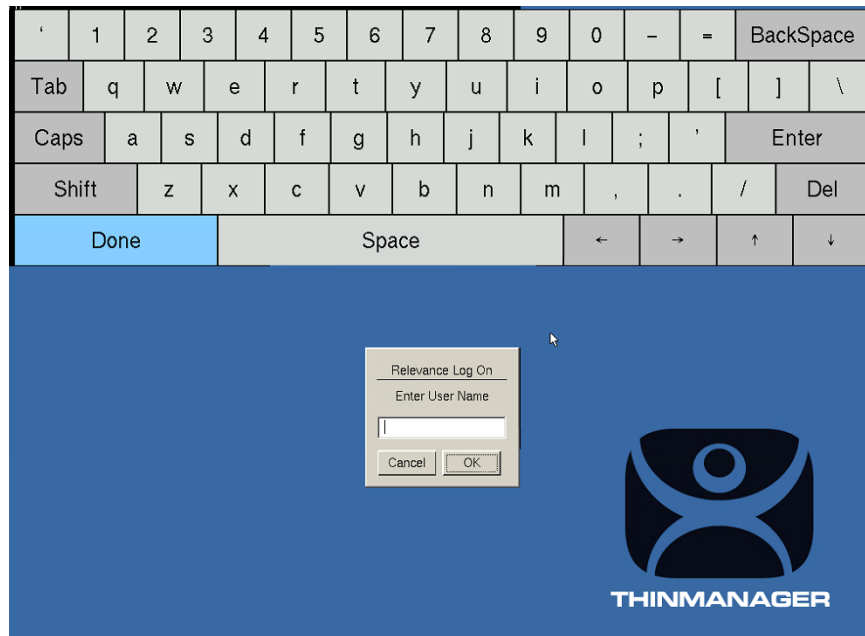 ‘ 1 2 3 4 5 6 7 8 9 0 – = BackSpace
Tab q w e r t y u i o p [ ] \
Caps a s d f g h j k l ; ’ Enter
Shift z x c v b n m , . / Del
Done Space ← → ↑ ↓
Relevance Log On
Enter User Name
Cancel OK
THINMANAGER